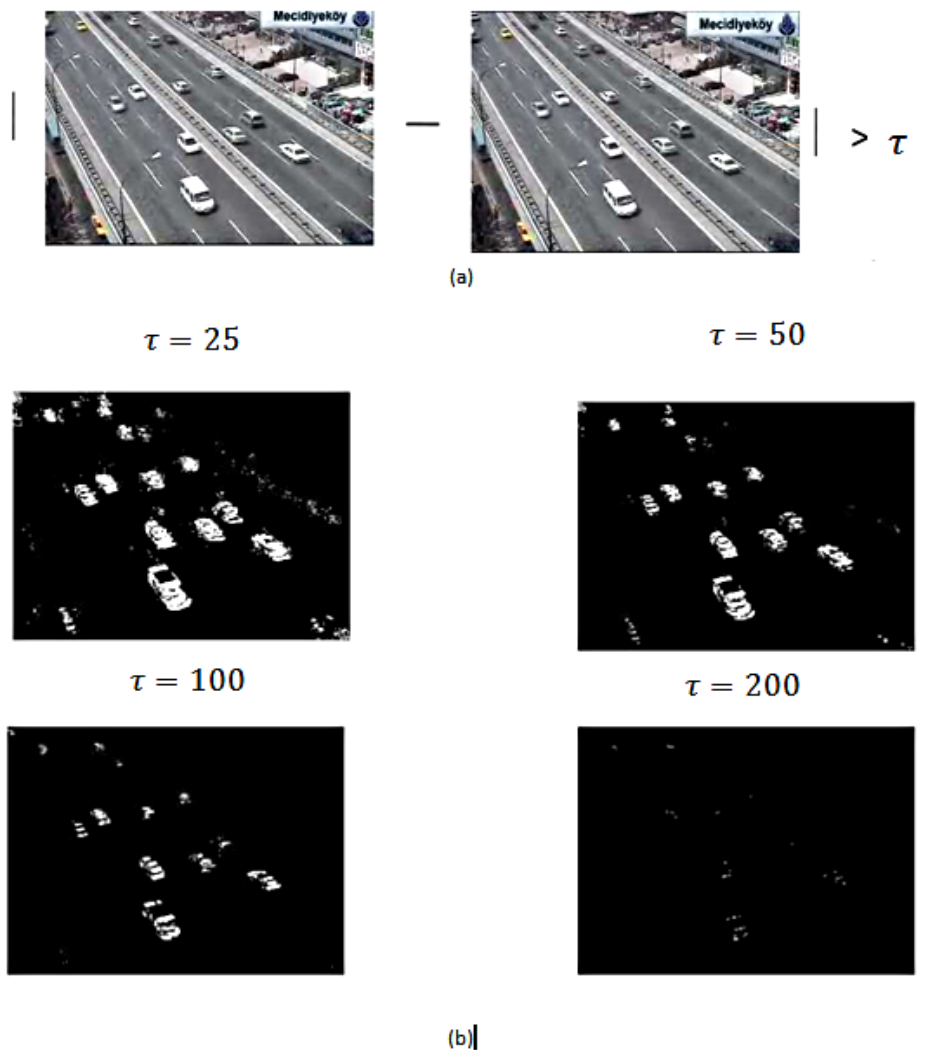 Mecidiyeköy
Mecidiyeköy
| − | > τ
(a)
τ = 25
τ = 50
τ = 100
τ = 200
(b)